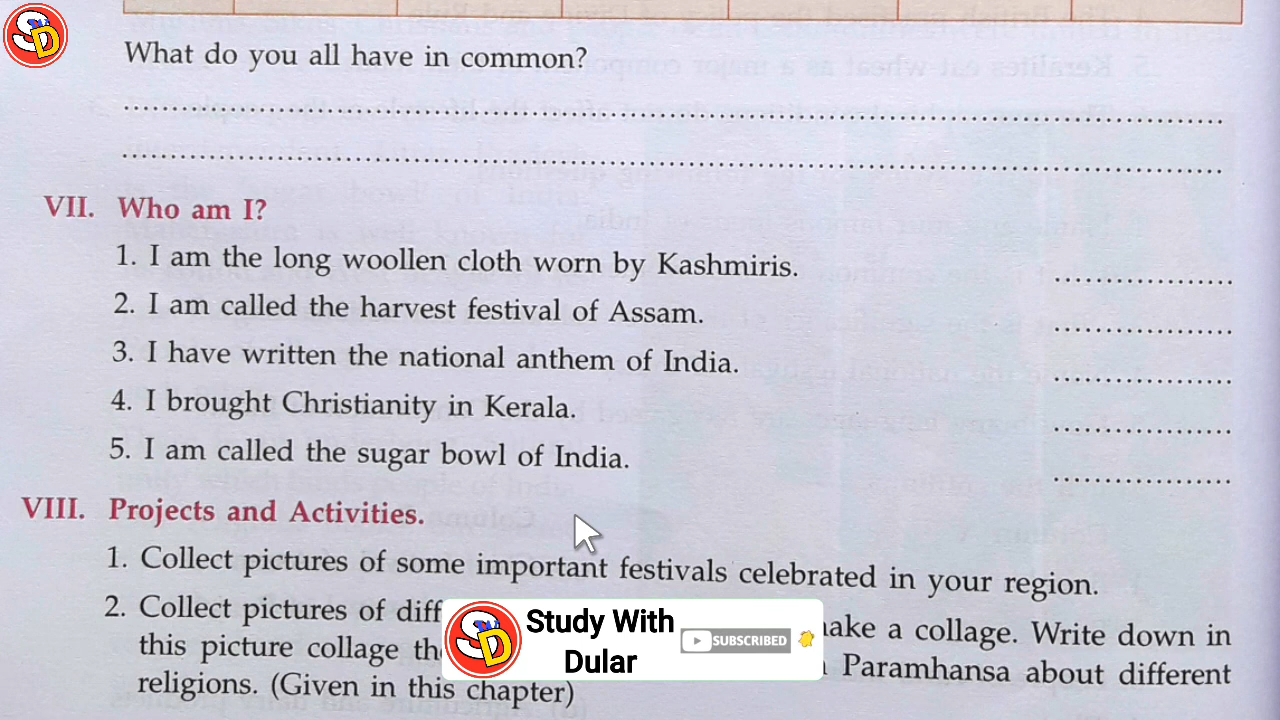 SD
What do you all have in common?
VII. Who am I?
1. I am the long woollen cloth worn by Kashmiris.
2. I am called the harvest festival of Assam.
3. I have written the national anthem of India.
4. I brought Christianity in Kerala.
5. I am called the sugar bowl of India.
VIII. Projects and Activities.
1. Collect pictures of some important festivals celebrated in your region.
2. Collect pictures of diff ake a collage. Write down in
this picture collage th Paramhansa about different
religions. (Given in this chapter)
SD Study With Dular SUBSCRIBED